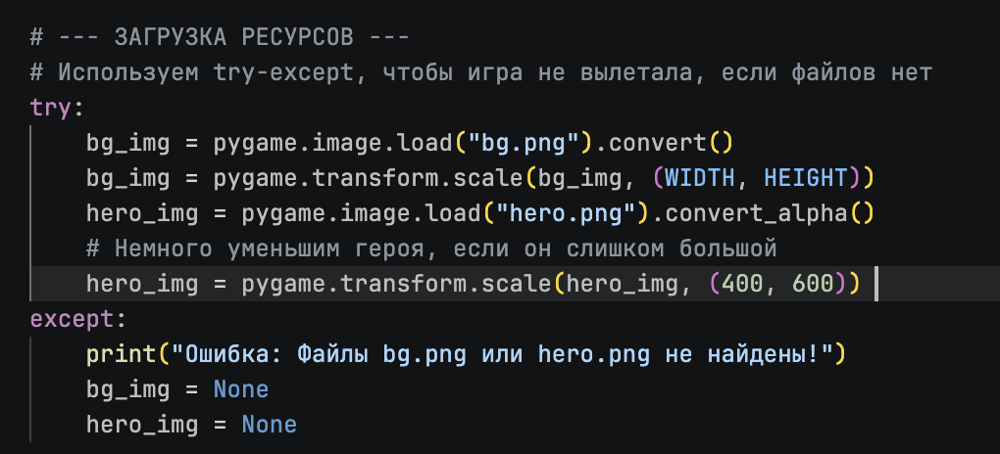 # --- ЗАГРУЗКА РЕСУРСОВ ---
# Используем try-except, чтобы игра не вылетала, если файлов нет
try:
    bg_img = pygame.image.load("bg.png").convert()
    bg_img = pygame.transform.scale(bg_img, (WIDTH, HEIGHT))
    hero_img = pygame.image.load("hero.png").convert_alpha()
    # Немного уменьшим героя, если он слишком большой
    hero_img = pygame.transform.scale(hero_img, (400, 600))
except:
    print("Ошибка: Файлы bg.png или hero.png не найдены!")
    bg_img = None
    hero_img = None